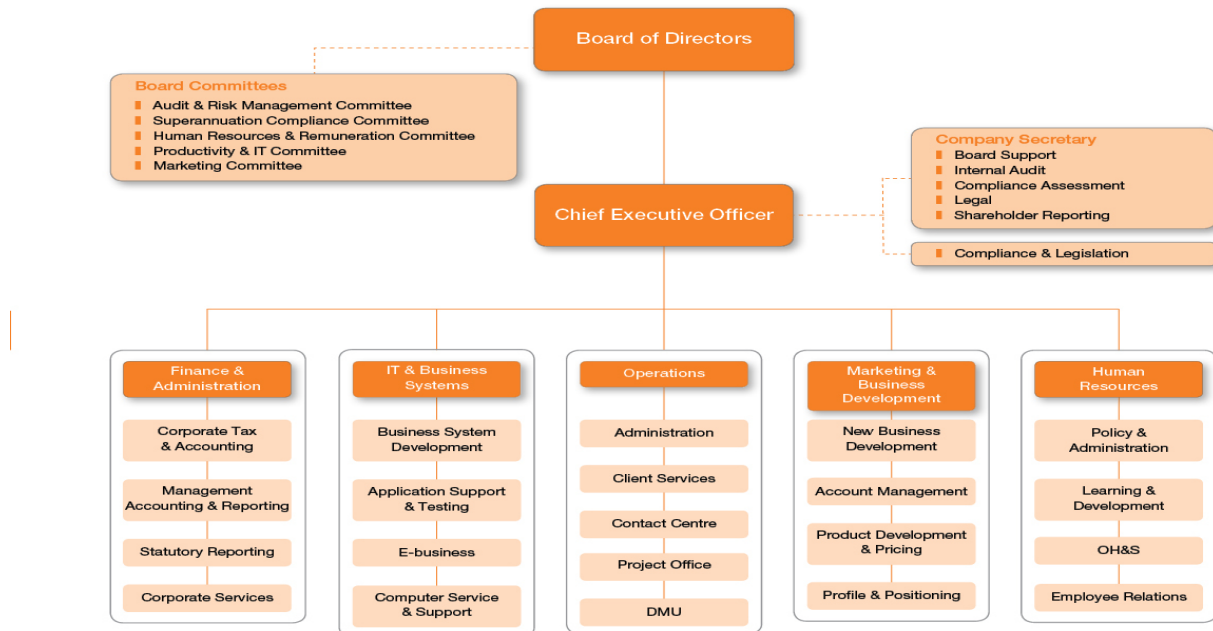 Board of Directors
Board Committees
Audit & Risk Management Committee
Superannuation Compliance Committee
Human Resources & Remuneration Committee
Productivity & IT Committee
Marketing Committee
Company Secretary
Board Support
Internal Audit
Compliance Assessment
Legal
Shareholder Reporting
Chief Executive Officer
Compliance & Legislation
Finance &
Administration
Corporate Tax
& Accounting
Management
Accounting & Reporting
Statutory Reporting
Corporate Services
IT & Business
Systems
Business System
Development
Application Support
& Testing
E-business
Computer Service
& Support
Operations
Administration
Client Services
Contact Centre
Project Office
DMU
Marketing &
Business
Development
New Business
Development
Account Management
Product Development
& Pricing
Profile & Positioning
Human
Resources
Policy &
Administration
Learning &
Development
OH&S
Employee Relations